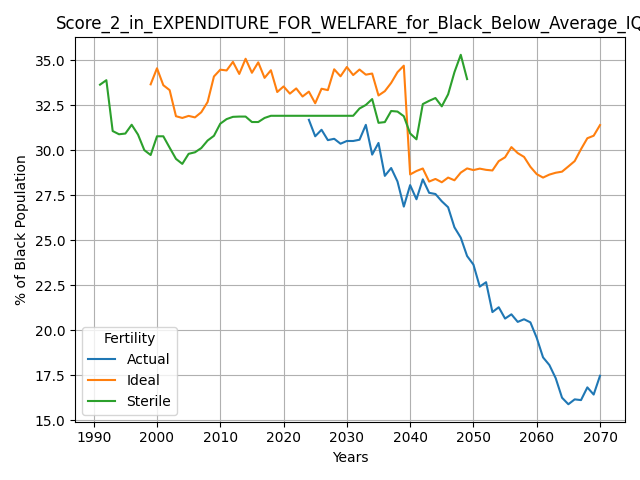 Score_2_in_EXPENDITURE_FOR_WELFARE_for_Black_Below_Average_IQ
35.0
32.5
30.0
27.5
25.0
22.5
20.0
17.5
15.0
% of Black Population
Fertility
Actual
Ideal
Sterile
1990 2000 2010 2020 2030 2040 2050 2060 2070
Years